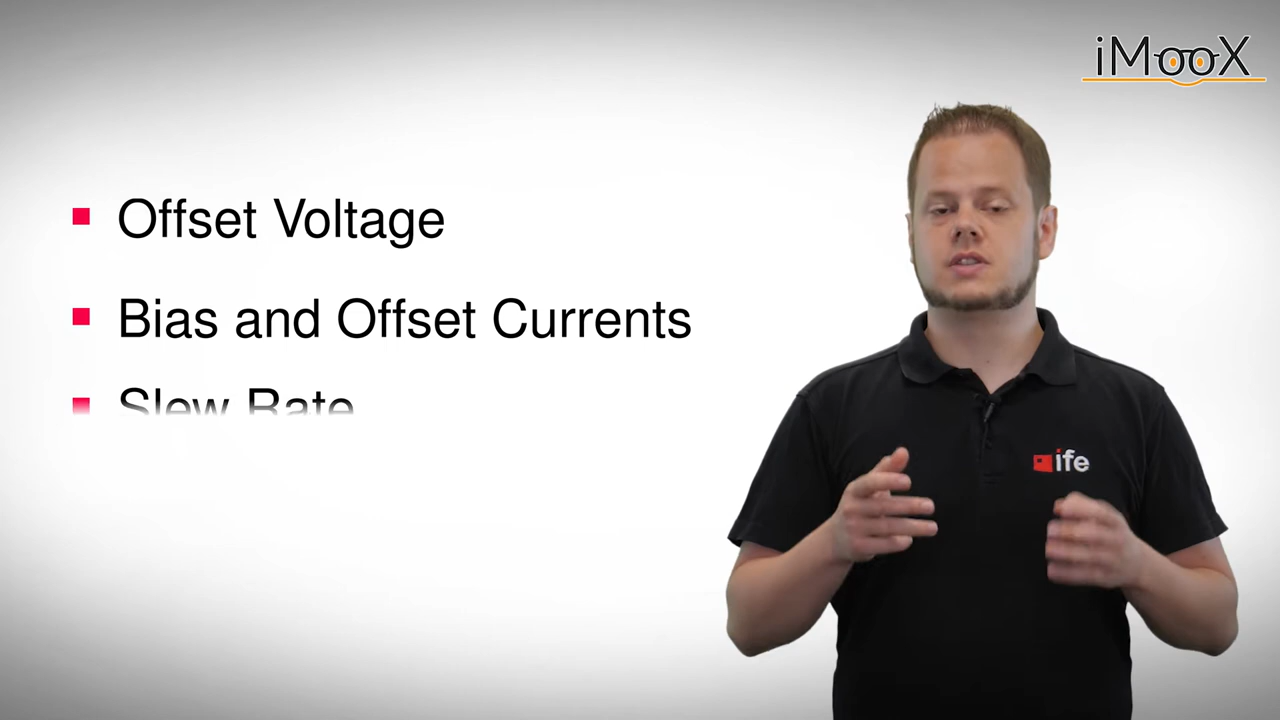 iMooX
Offset Voltage
Bias and Offset Currents
Slew Rate
ife